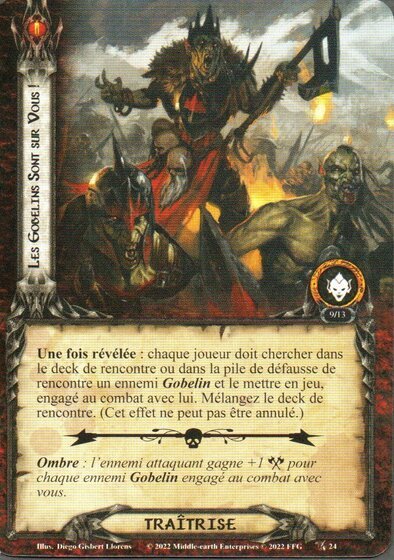 Les Gobelins Sont sur Vous !
9/13
Une fois révélée : chaque joueur doit chercher dans
le deck de rencontre ou dans la pile de défausse de
rencontre un ennemi Gobelin et le mettre en jeu,
engagé au combat avec lui. Mélangez le deck de
rencontre. (Cet effet ne peut pas être annulé.)
Ombre : l'ennemi attaquant gagne +1 pour
chaque ennemi Gobelin engagé au combat avec
vous.
TRAÎTRISE
Illus. Diego Gisbert Llorens © 2022 Middle-earth Enterprises © 2022 FFG 24